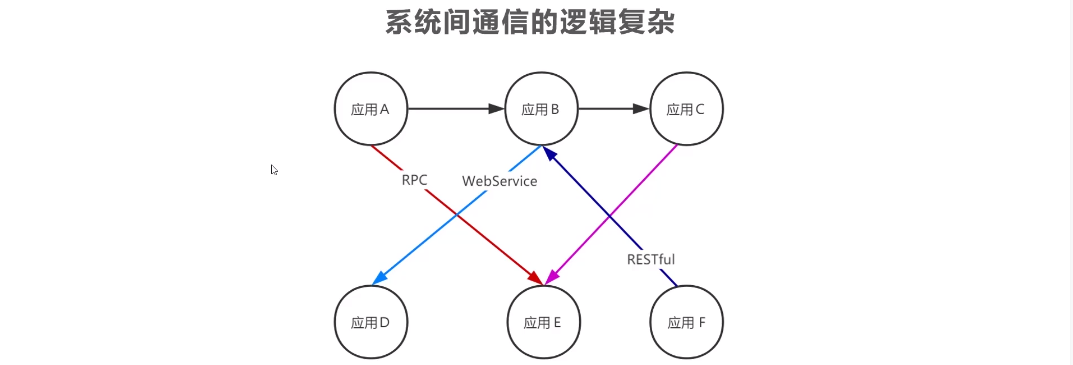 系统间通信的逻辑复杂
应用A
应用B
应用C
RPC
WebService
RESTful
应用D
应用 E
应用 F